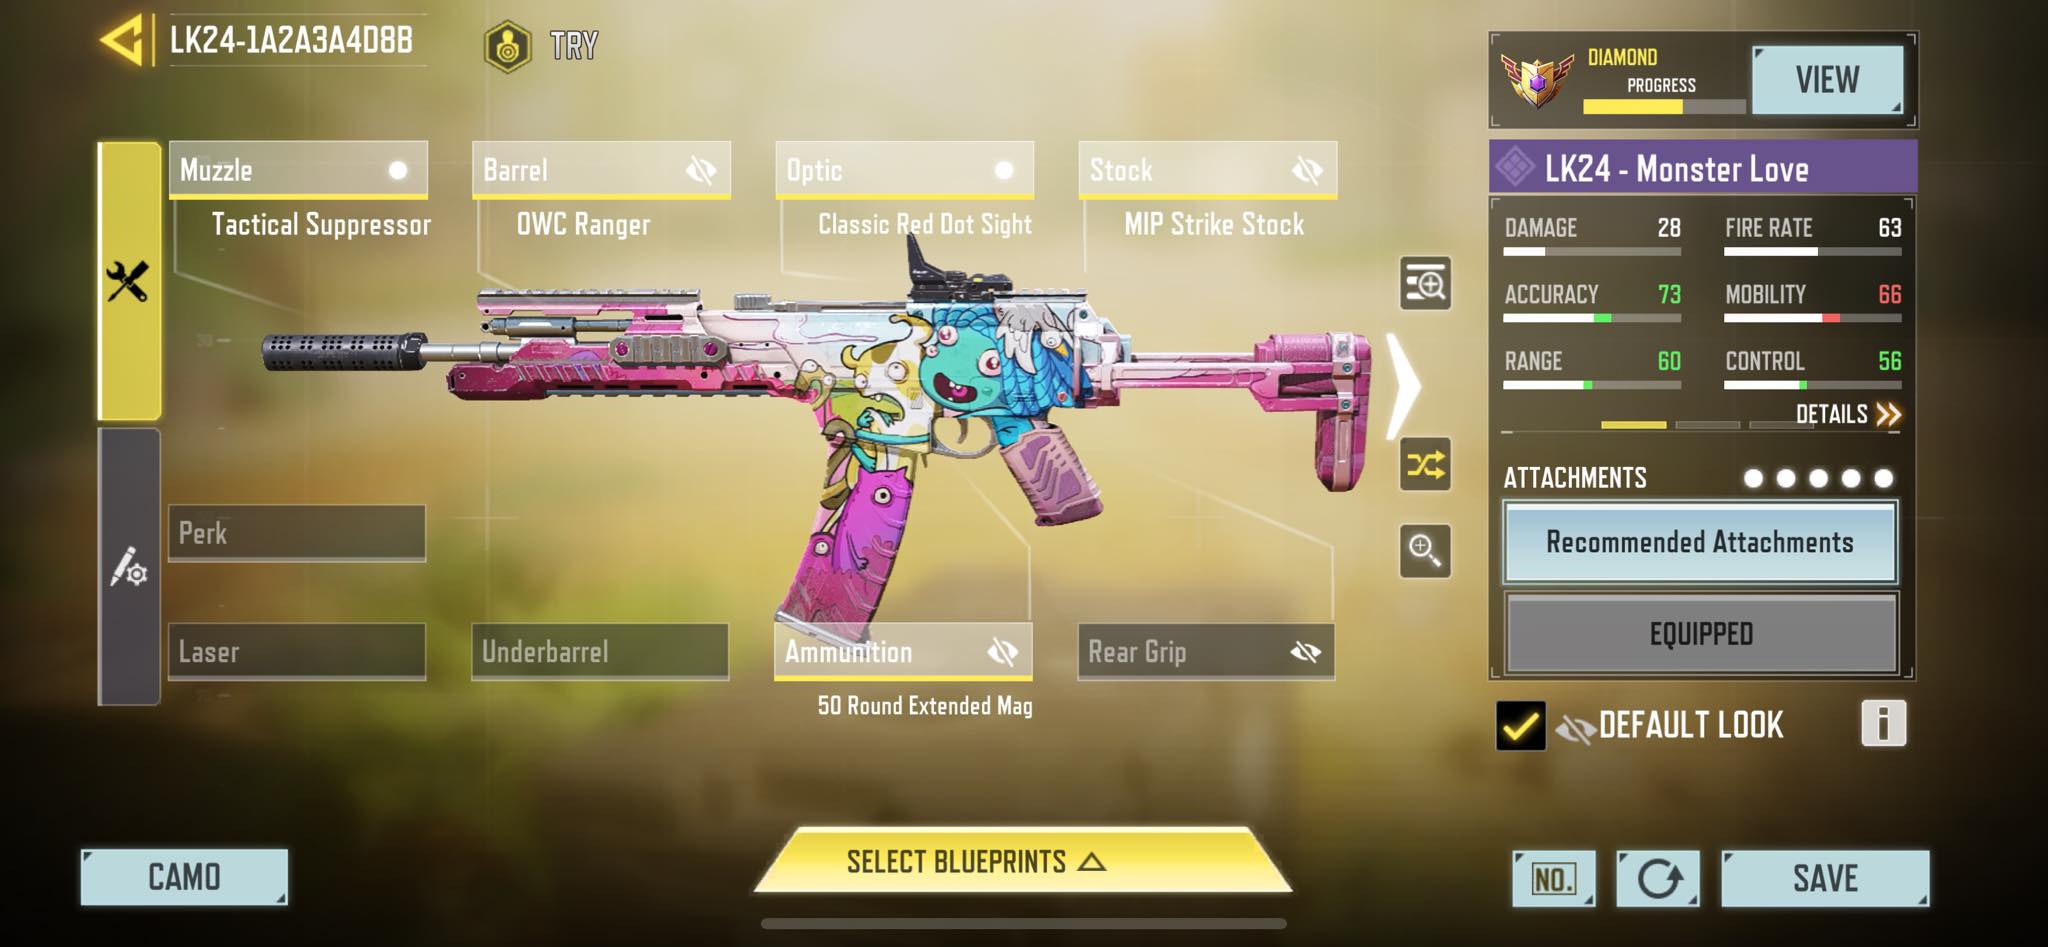 LK24-1A2A3A4D8B
TRY
Muzzle
Tactical Suppressor
Barrel
OWC Ranger
Optic
Classic Red Dot Sight
Stock
MIP Strike Stock
Perk
Laser
Underbarrel
Ammunition
50 Round Extended Mag
Rear Grip
DIAMOND
PROGRESS
VIEW
LK24 - Monster Love
DAMAGE 28
FIRE RATE 63
ACCURACY 73
MOBILITY 66
RANGE 60
CONTROL 56
DETAILS
ATTACHMENTS
Recommended Attachments
EQUIPPED
DEFAULT LOOK
CAMO
SELECT BLUEPRINTS
NO.
SAVE